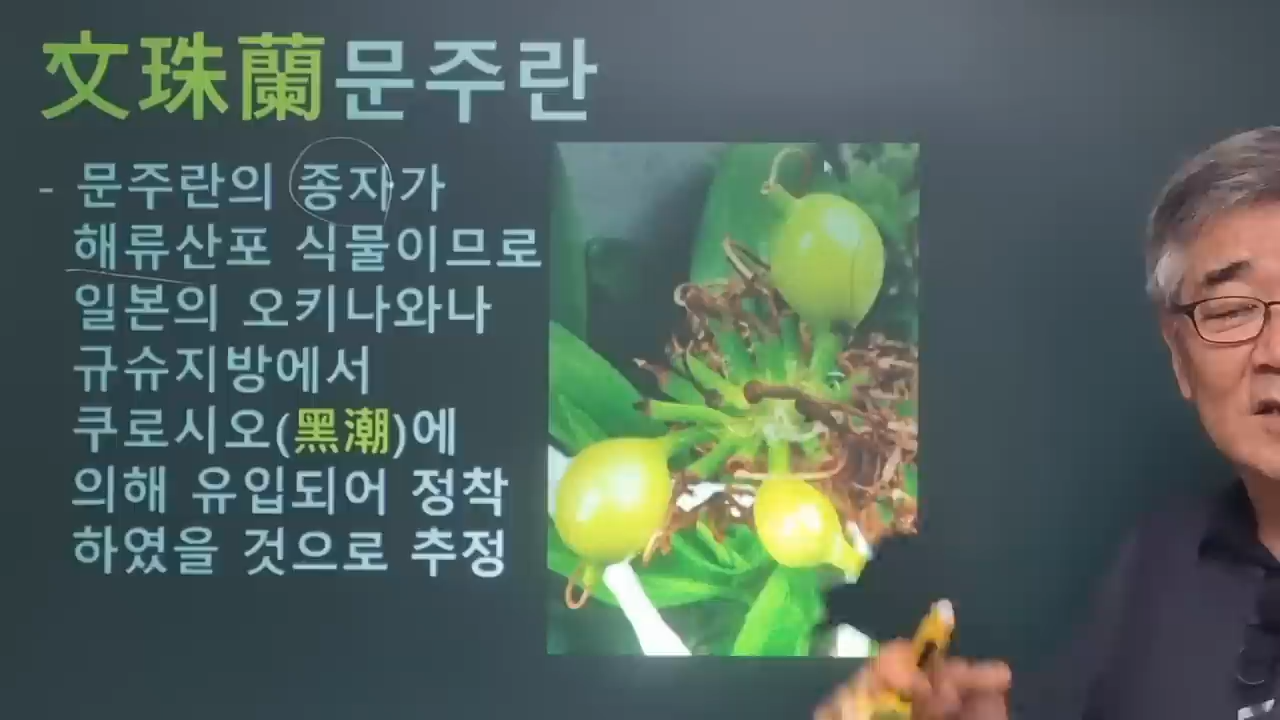 文珠蘭문주란
- 문주란의 종자가
해류산포 식물이므로
일본의 오키나와나
규슈지방에서
쿠로시오(黑潮)에
의해 유입되어 정착
하였을 것으로 추정